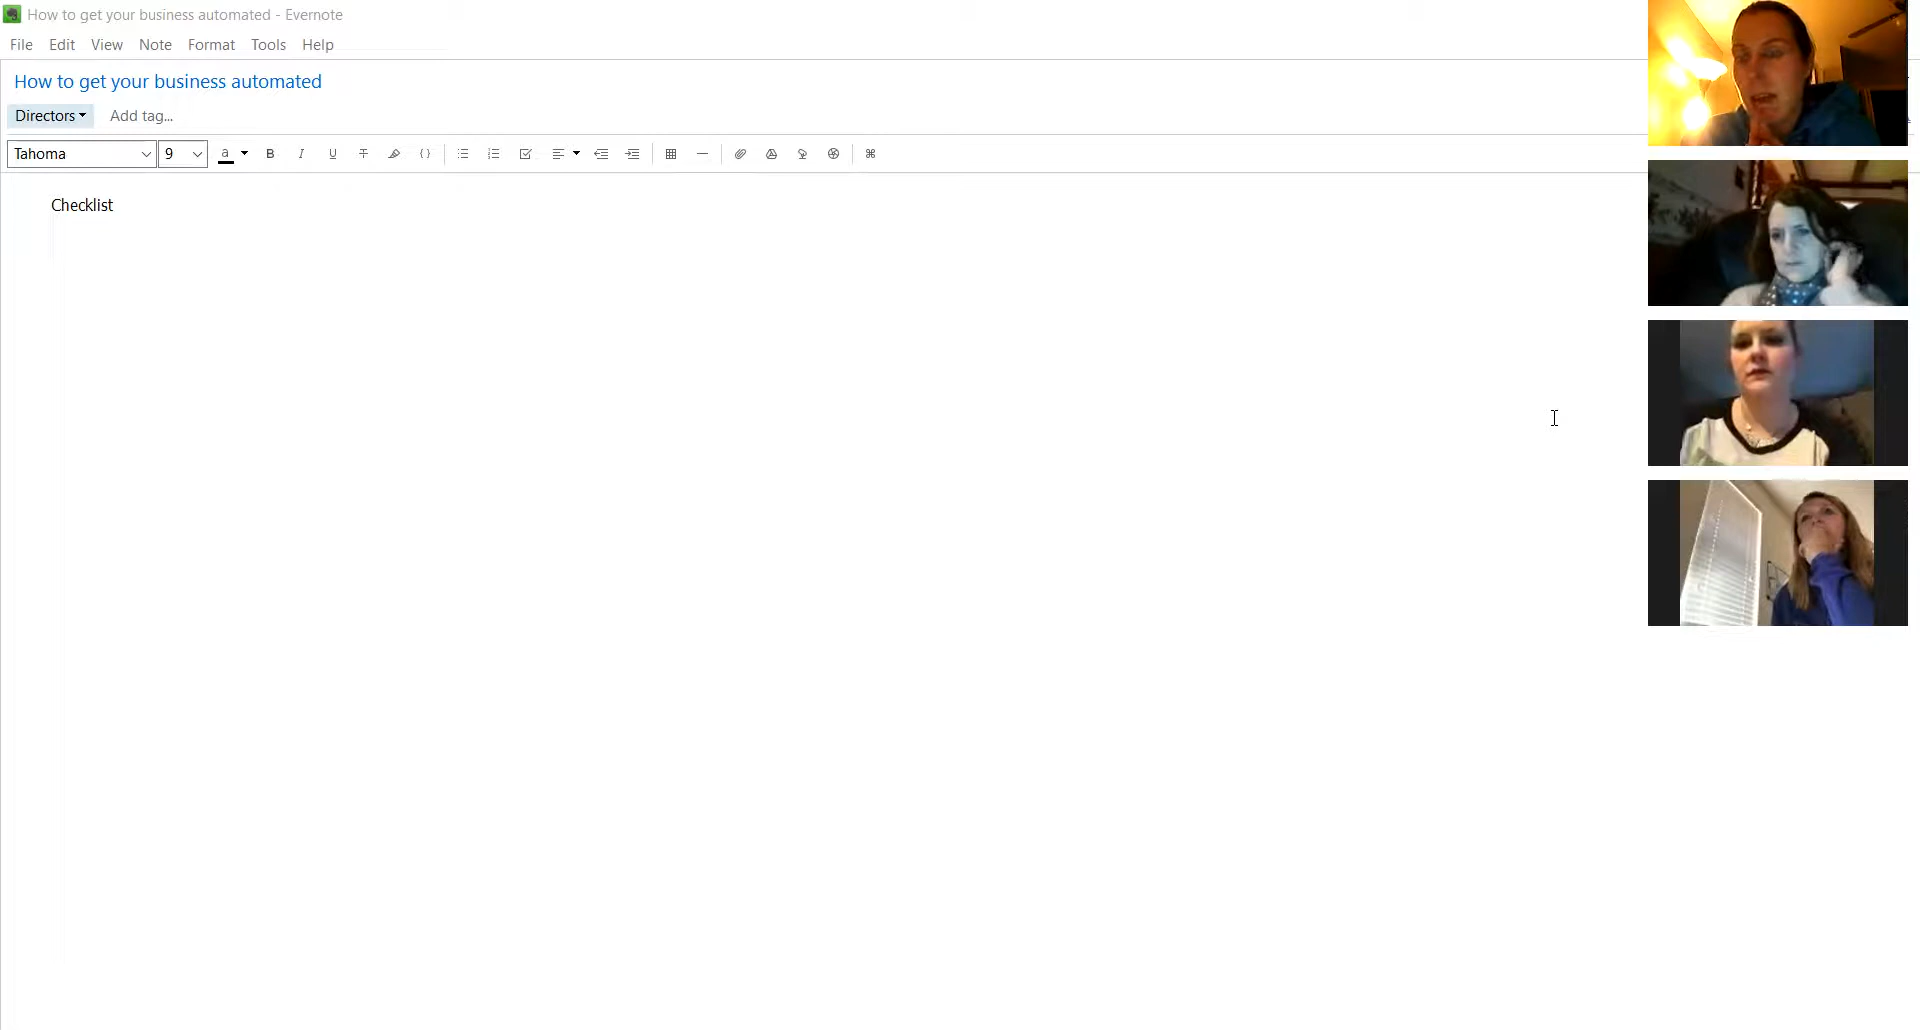 How to get your business automated - Evernote
File Edit View Note Format Tools Help
How to get your business automated
Directors Add tag...
Tahoma 9 a B I U T { }
Checklist